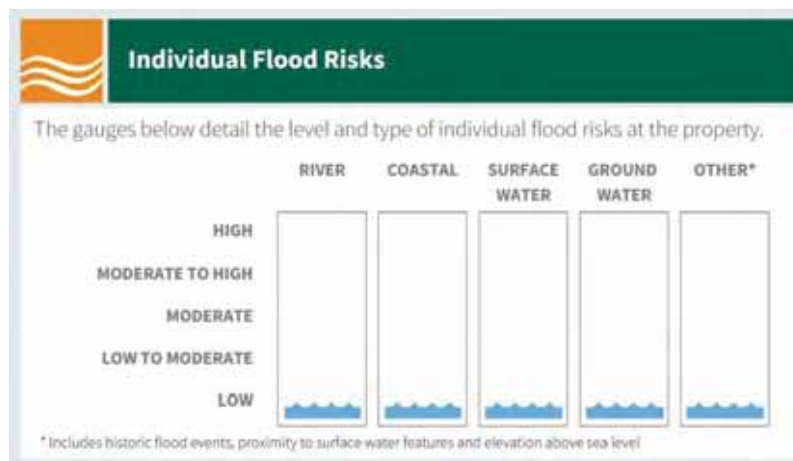 Individual Flood Risks
The gauges below detail the level and type of individual flood risks at the property.
RIVER COASTAL SURFACE WATER GROUND WATER OTHER*
HIGH
MODERATE TO HIGH
MODERATE
LOW TO MODERATE
LOW
* Includes historic flood events, proximity to surface water features and elevation above sea level